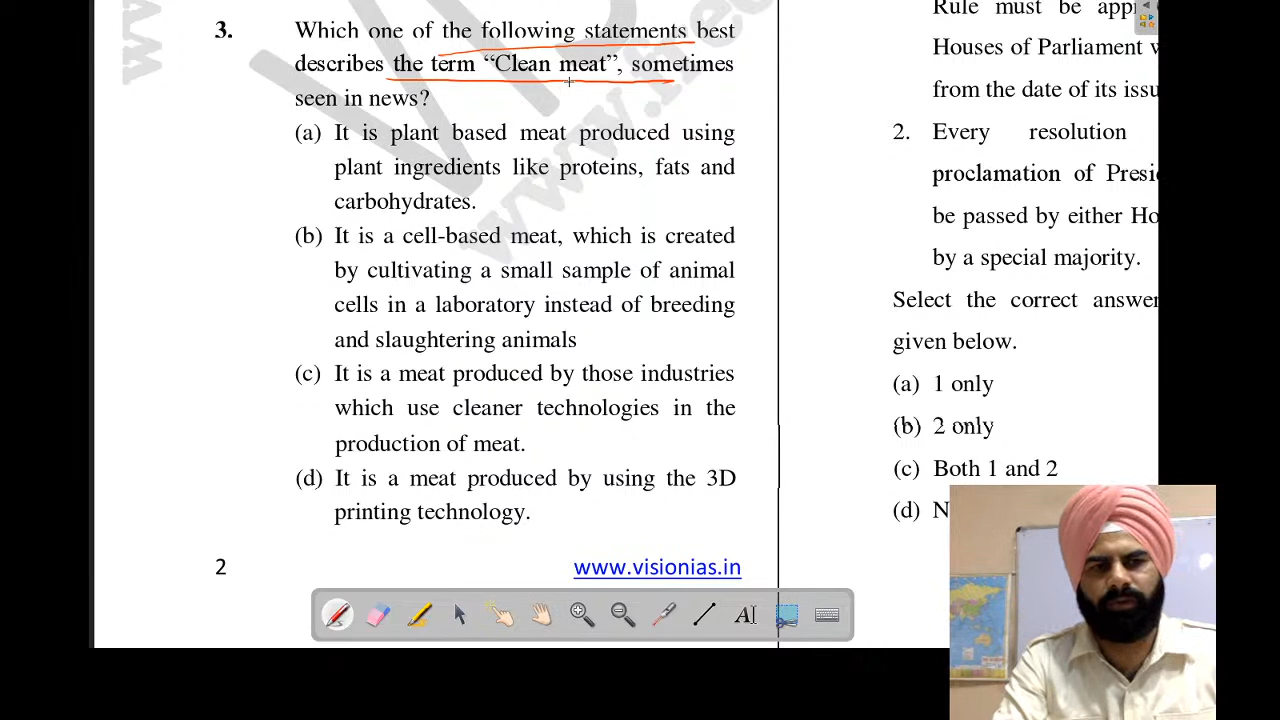 3. Which one of the following statements best
describes the term “Clean meat”, sometimes
seen in news?
(a) It is plant based meat produced using
plant ingredients like proteins, fats and
carbohydrates.
(b) It is a cell-based meat, which is created
by cultivating a small sample of animal
cells in a laboratory instead of breeding
and slaughtering animals
(c) It is a meat produced by those industries
which use cleaner technologies in the
production of meat.
(d) It is a meat produced by using the 3D
printing technology.
2 www.visionias.in
Rule must be
Houses of Parliament
from the date of its
2. Every resolution
proclamation of
be passed by either
by a special majority.
Select the correct
given below.
(a) 1 only
(b) 2 only
(c) Both 1 and 2
(d)
A